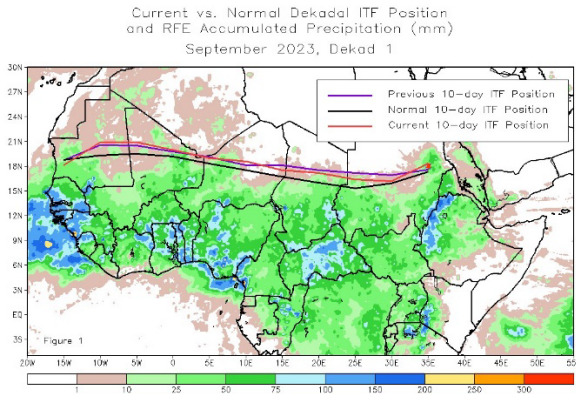 Current vs. Normal Dekadal ITF Position
and RFE Accumulated Precipitation (mm)
September 2023, Dekad 1
30N
27N
24N
21N
18N
15N
12N
9N
6N
3N
EQ
3S
Previous 10-day ITF Position
Normal 10-day ITF Position
Current 10-day ITF Position
Figure 1
20W 15W 10W 5W 0 5E 10E 15E 20E 25E 30E 35E 40E 45E 50E 55E
1 10 25 50 75 100 150 200 250 300